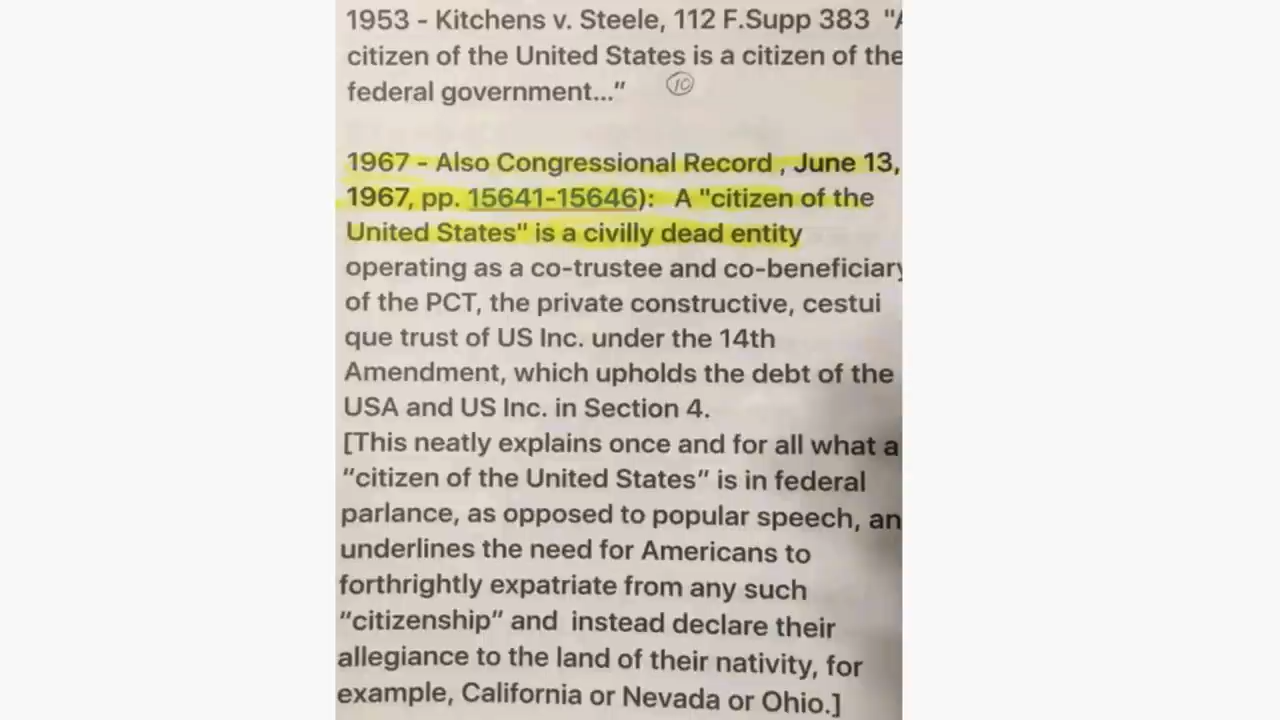 1953 - Kitchens v. Steele, 112 F.Supp 383 "A
citizen of the United States is a citizen of the
federal government..."
10
1967 - Also Congressional Record , June 13,
1967, pp. 15641-15646): A "citizen of the
United States" is a civilly dead entity
operating as a co-trustee and co-beneficiary
of the PCT, the private constructive, cestui
que trust of US Inc. under the 14th
Amendment, which upholds the debt of the
USA and US Inc. in Section 4.
[This neatly explains once and for all what a
"citizen of the United States" is in federal
parlance, as opposed to popular speech, an
underlines the need for Americans to
forthrightly expatriate from any such
"citizenship" and instead declare their
allegiance to the land of their nativity, for
example, California or Nevada or Ohio.]